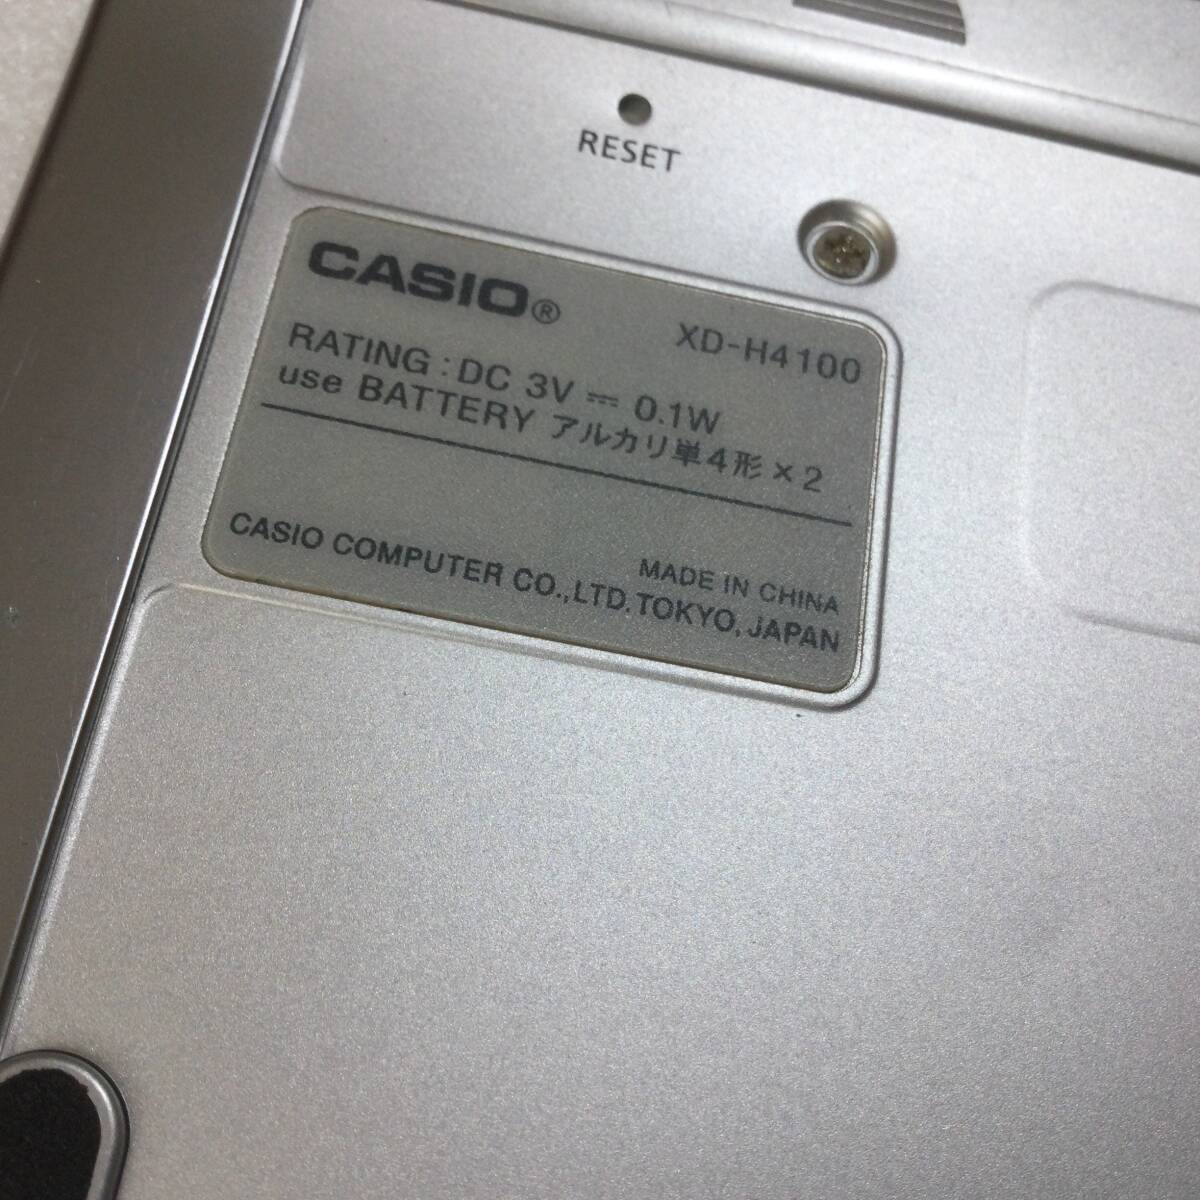 RESET
CASIO®
XD-H4100
RATING : DC 3V ⎓ 0.1W
use BATTERY アルカリ単4形 × 2
MADE IN CHINA
CASIO COMPUTER CO.,LTD. TOKYO, JAPAN